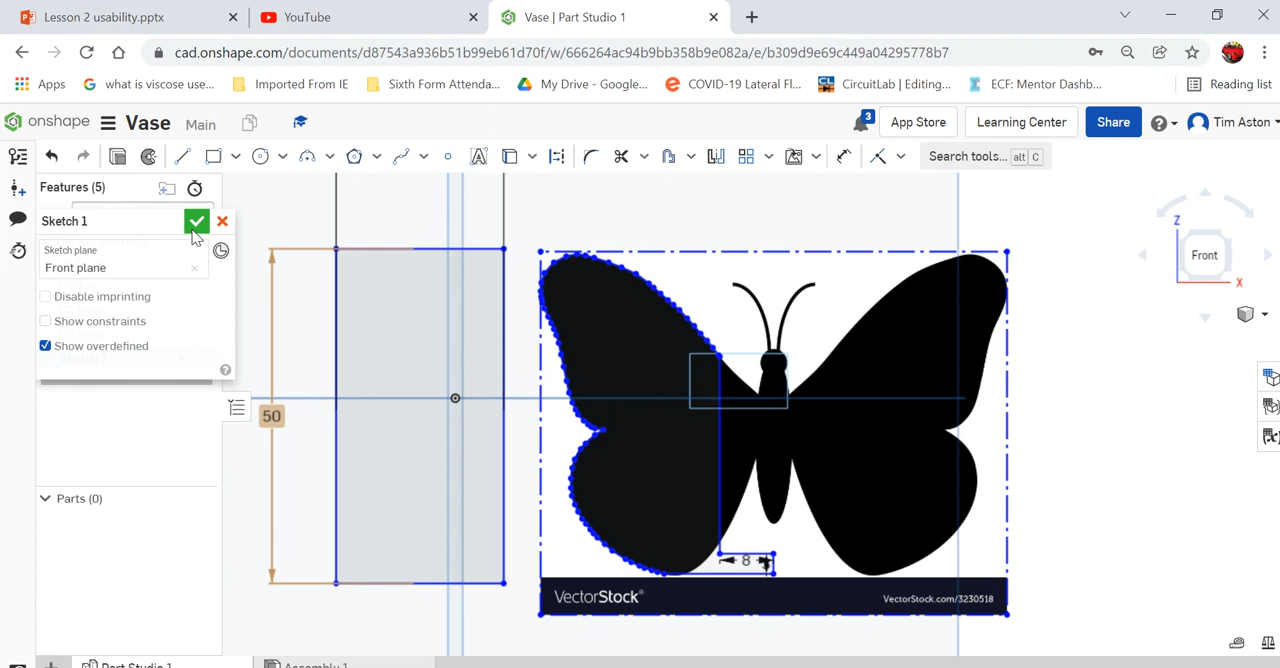 Lesson 2 usability.pptx
YouTube
Vase | Part Studio 1
cad.onshape.com/documents/d87543a936b51b99eb61d70f/w/666264ac94b9bb358b9e082a/e/b309d9e69c449a04295778b7
Apps
what is viscose use...
Imported From IE
Sixth Form Attenda...
My Drive - Google...
COVID-19 Lateral Fl...
CircuitLab | Editing...
ECF: Mentor Dashb...
Reading list
onshape
Vase
Main
3
App Store
Learning Center
Share
Tim Aston
Search tools...
alt
C
Features (5)
Sketch 1
Sketch plane
Front plane
Disable imprinting
Show constraints
Show overdefined
Parts (0)
50
8
VectorStock®
VectorStock.com/3230518
Z
Front
X
Part Studio 1
Assembly 1